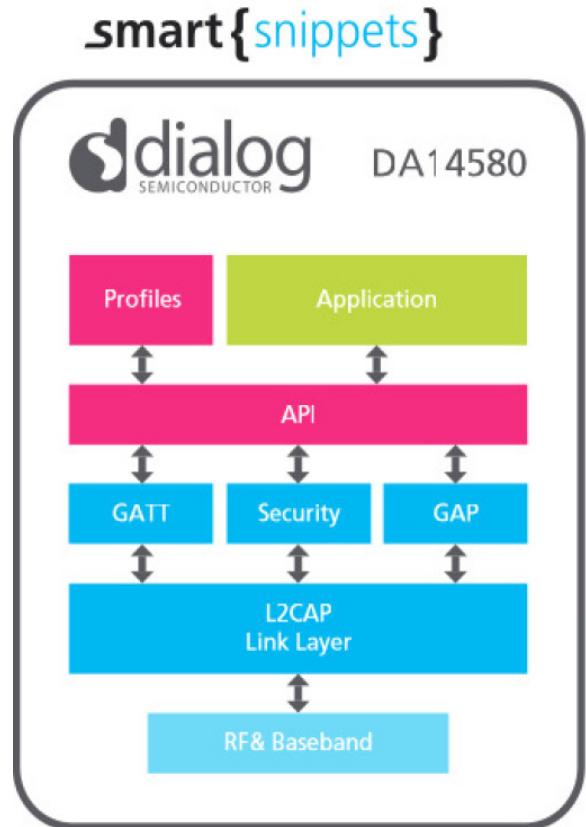 smart{snippets}
dialog DA14580
SEMICONDUCTOR
Profiles Application
API
GATT Security GAP
L2CAP
Link Layer
RF& Baseband